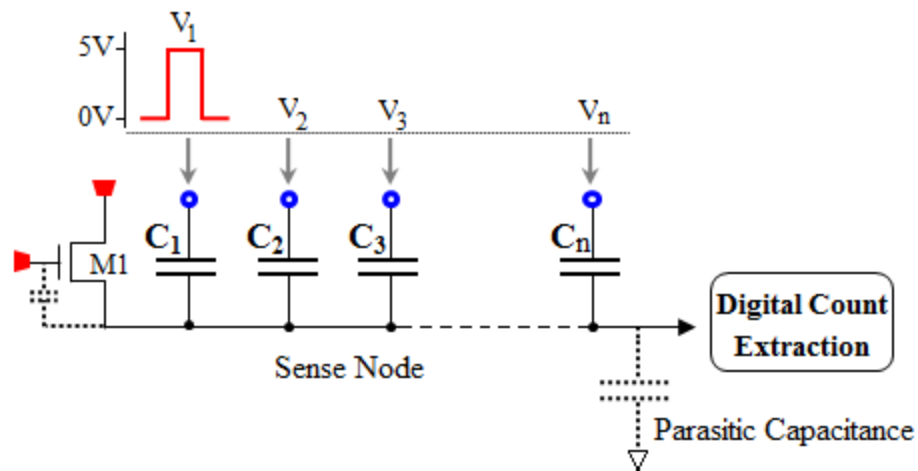 V1
5V
0V
V2
V3
Vn
C1
C2
C3
Cn
M1
Digital Count
Extraction
Sense Node
Parasitic Capacitance